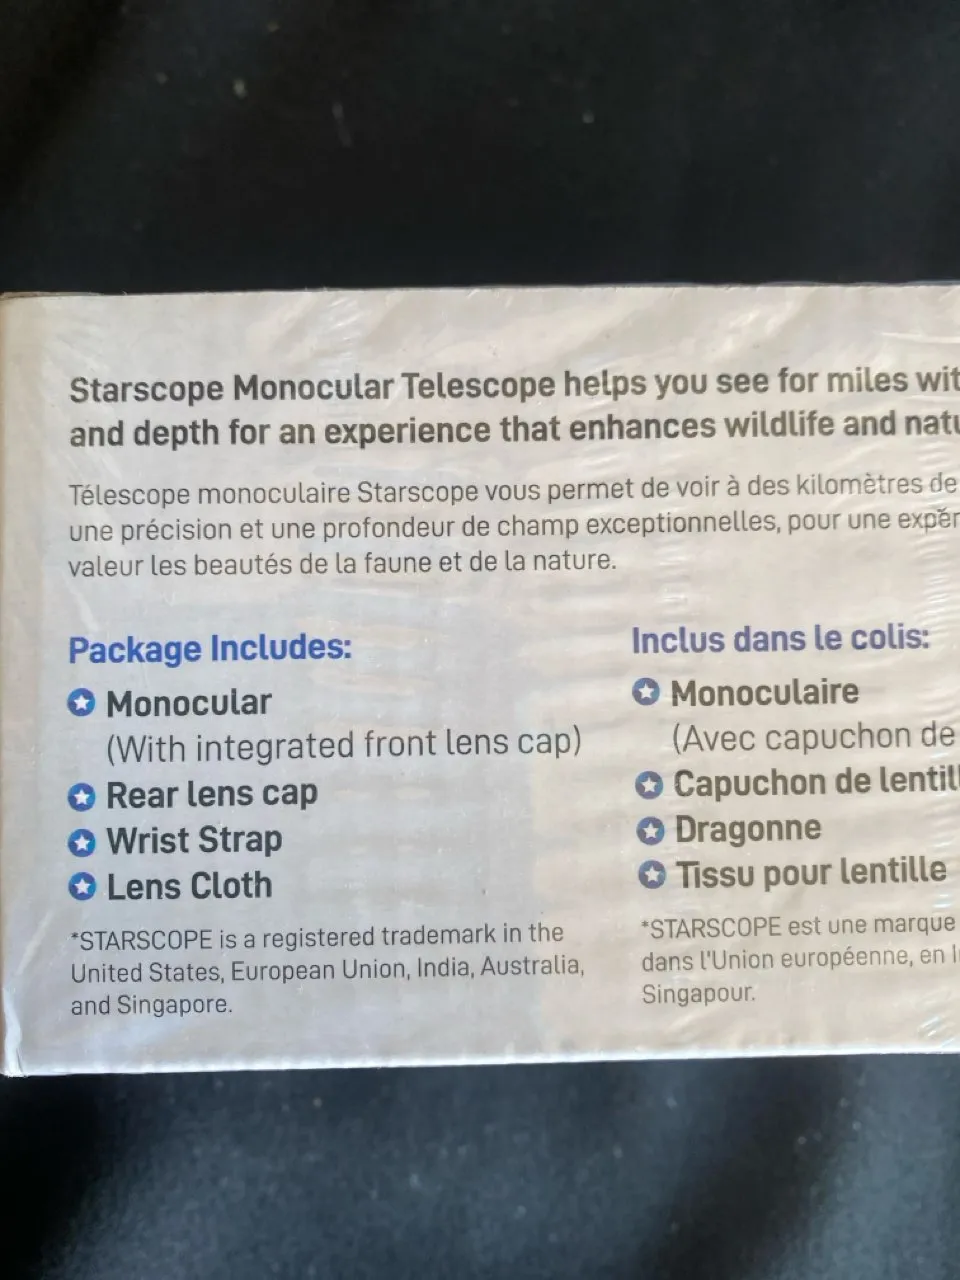 Starscope Monocular Telescope helps you see for miles
and depth for an experience that enhances wildlife and
Télescope monoculaire Starscope vous permet de voir à des kilomètres de
une précision et une profondeur de champ exceptionnelles, pour une
valeur les beautés de la faune et de la nature.
Package Includes:
Monocular
(With integrated front lens cap)
Rear lens cap
Wrist Strap
Lens Cloth
*STARSCOPE is a registered trademark in the
United States, European Union, India, Australia,
and Singapore.
Inclus dans le colis:
Monoculaire
(Avec capuchon de
Capuchon de
Dragonne
Tissu pour lentille
*STARSCOPE est une marque
dans l'Union européenne, en
Singapour.